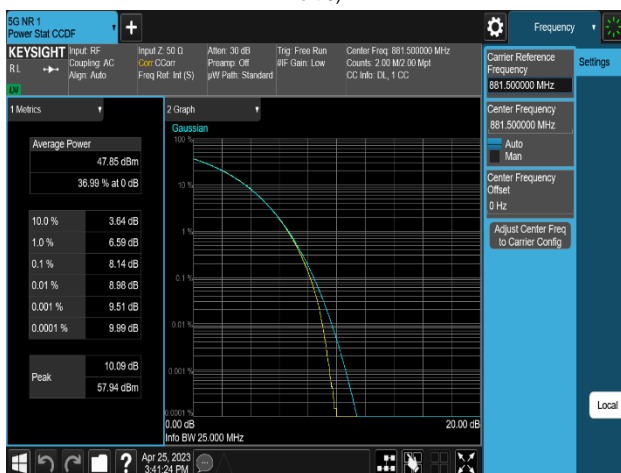 5G NR 1
Power Stat CCDF
+
Frequency
KEYSIGHT
Input: RF
Input Z: 50 Ω
Atten: 30 dB
Trig: Free Run
Center Freq: 881.500000 MHz
RL
Coupling: AC
Corr CCorr
Preamp: Off
#IF Gain: Low
Counts: 2.00 M/2.00 Mpt
Align: Auto
Freq Ref: Int (S)
µW Path: Standard
CC Info: DL, 1 CC
1 Metrics
Average Power
47.85 dBm
36.99 % at 0 dB
10.0 % 3.64 dB
1.0 % 6.59 dB
0.1 % 8.14 dB
0.01 % 8.98 dB
0.001 % 9.51 dB
0.0001 % 9.99 dB
Peak
10.09 dB
57.94 dBm
2 Graph
Gaussian
100 %
10 %
1 %
0.1 %
0.01 %
0.001 %
0.0001 %
0.00 dB 20.00 dB
Info BW 25.000 MHz
Carrier Reference
Frequency
881.500000 MHz
Center Frequency
881.500000 MHz
Auto
Man
Center Frequency
Offset
0 Hz
Adjust Center Freq
to Carrier Config
Settings
Local
?
Apr 25, 2023
3:41:24 PM